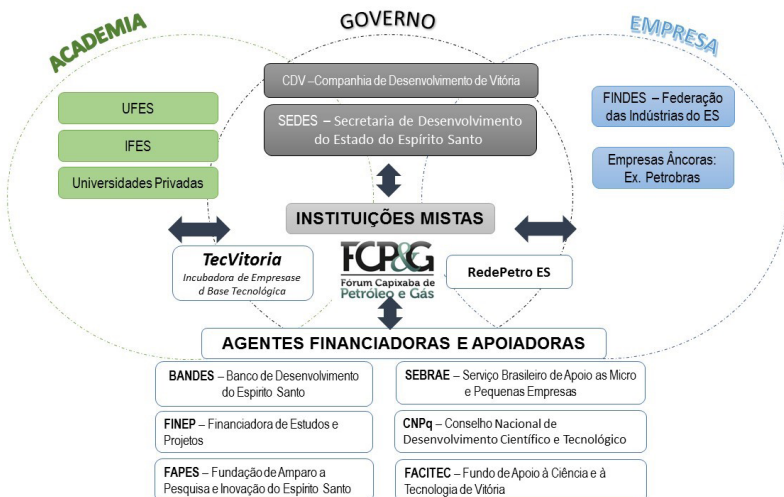 ACADEMIA
GOVERNO
EMPRESA
CDV –Companhia de Desenvolvimento de Vitória
SEDES – Secretaria de Desenvolvimento
do Estado do Espírito Santo
UFES
IFES
Universidades Privadas
FINDES – Federação
das Indústrias do ES
Empresas Âncoras:
Ex. Petrobras
INSTITUIÇÕES MISTAS
TecVitoria
Incubadora de Empresase
d Base Tecnológica
FCP&G
Fórum Capixaba de
Petróleo e Gás
RedePetro ES
AGENTES FINANCIADORAS E APOIADORAS
BANDES – Banco de Desenvolvimento
do Espirito Santo
SEBRAE – Serviço Brasileiro de Apoio as Micro
e Pequenas Empresas
FINEP – Financiadora de Estudos e
Projetos
CNPq – Conselho Nacional de
Desenvolvimento Científico e Tecnológico
FAPES – Fundação de Amparo a
Pesquisa e Inovação do Espírito Santo
FACITEC – Fundo de Apoio à Ciência e à
Tecnologia de Vitória